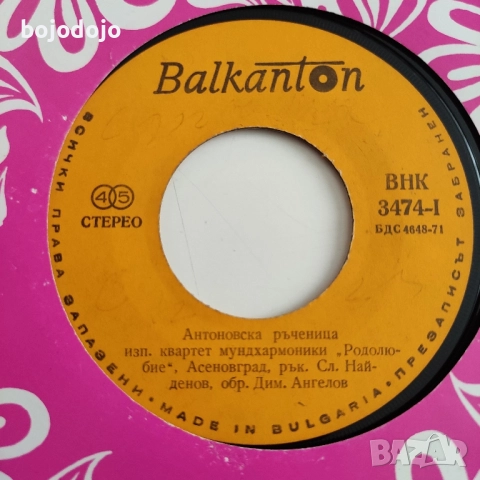 bojodojo
Balkanton
45
СТЕРЕО
ВНК
3474-I
БДС 4648-71
Антоновска ръченица
изп. квартет мундхармоники „Родолю-
бие“, Асеновград, рък. Сл. Най-
денов, обр. Дим. Ангелов
ВСИЧКИ ПРАВА ЗАПАЗЕНИ • MADE IN BULGARIA • ПРЕЗАПИСЪТ ЗАБРАНЕН
BAZAR